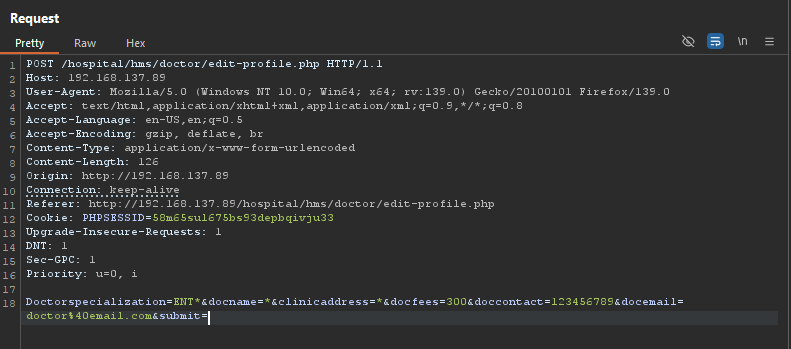 Request
Pretty Raw Hex \n
1 POST /hospital/hms/doctor/edit-profile.php HTTP/1.1
2 Host: 192.168.137.89
3 User-Agent: Mozilla/5.0 (Windows NT 10.0; Win64; x64; rv:139.0) Gecko/20100101 Firefox/139.0
4 Accept: text/html,application/xhtml+xml,application/xml;q=0.9,*/*;q=0.8
5 Accept-Language: en-US,en;q=0.5
6 Accept-Encoding: gzip, deflate, br
7 Content-Type: application/x-www-form-urlencoded
8 Content-Length: 126
9 Origin: http://192.168.137.89
10 Connection: keep-alive
11 Referer: http://192.168.137.89/hospital/hms/doctor/edit-profile.php
12 Cookie: PHPSESSID=58m65sul675bs93depbqivju33
13 Upgrade-Insecure-Requests: 1
14 DNT: 1
15 Sec-GPC: 1
16 Priority: u=0, i
17
18 Doctorspecialization=ENT*&docname=*&clinicaddress=*&docfees=300&doccontact=123456789&docemail=
doctor%40email.com&submit=